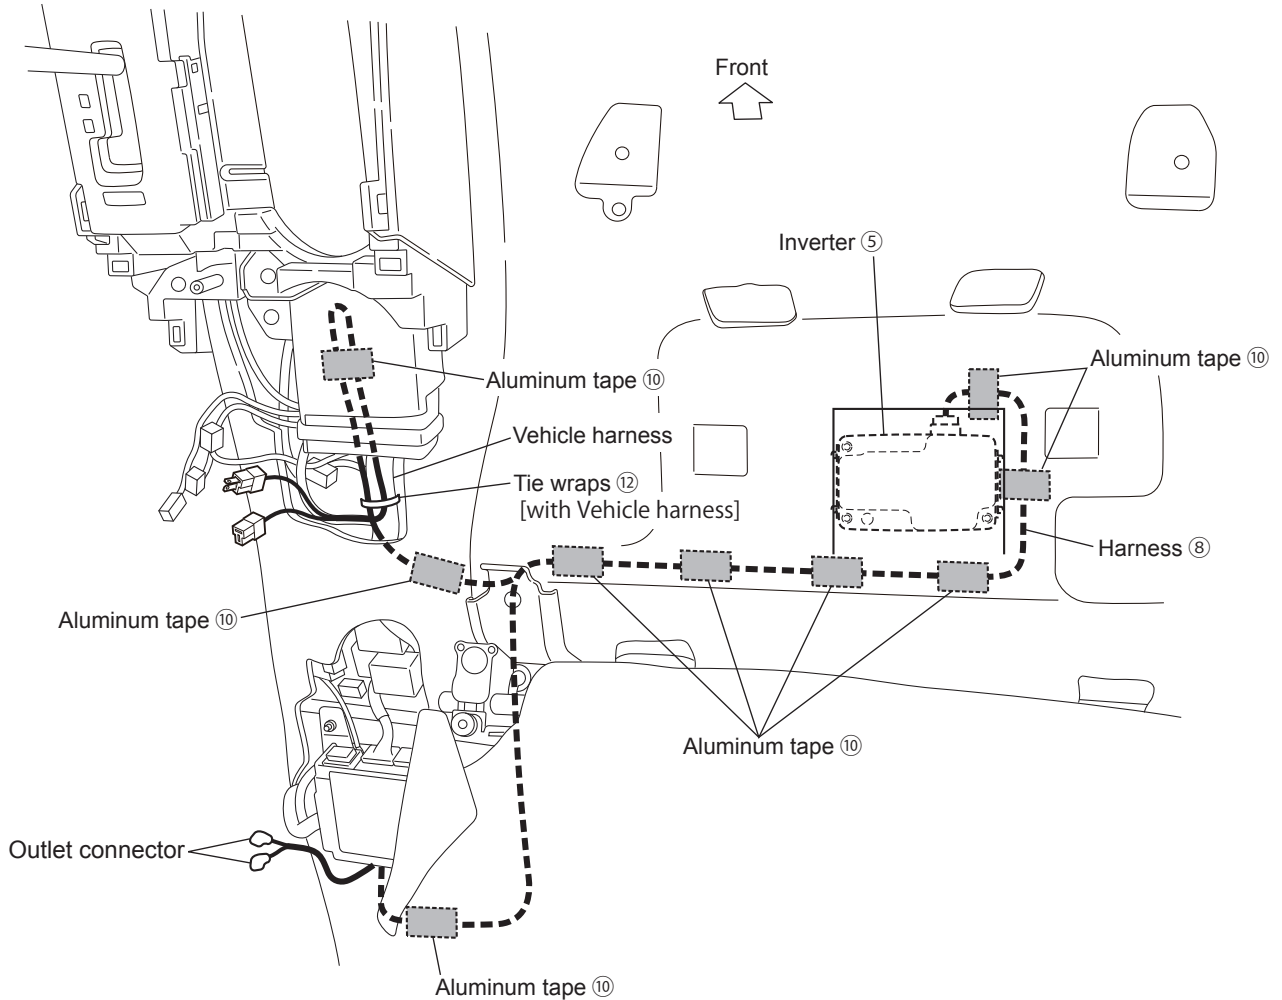 Front
Inverter ⑤
Aluminum tape ⑩
Aluminum tape ⑩
Vehicle harness
Tie wraps ⑫
[with Vehicle harness]
Harness ⑧
Aluminum tape ⑩
Aluminum tape ⑩
Outlet connector
Aluminum tape ⑩